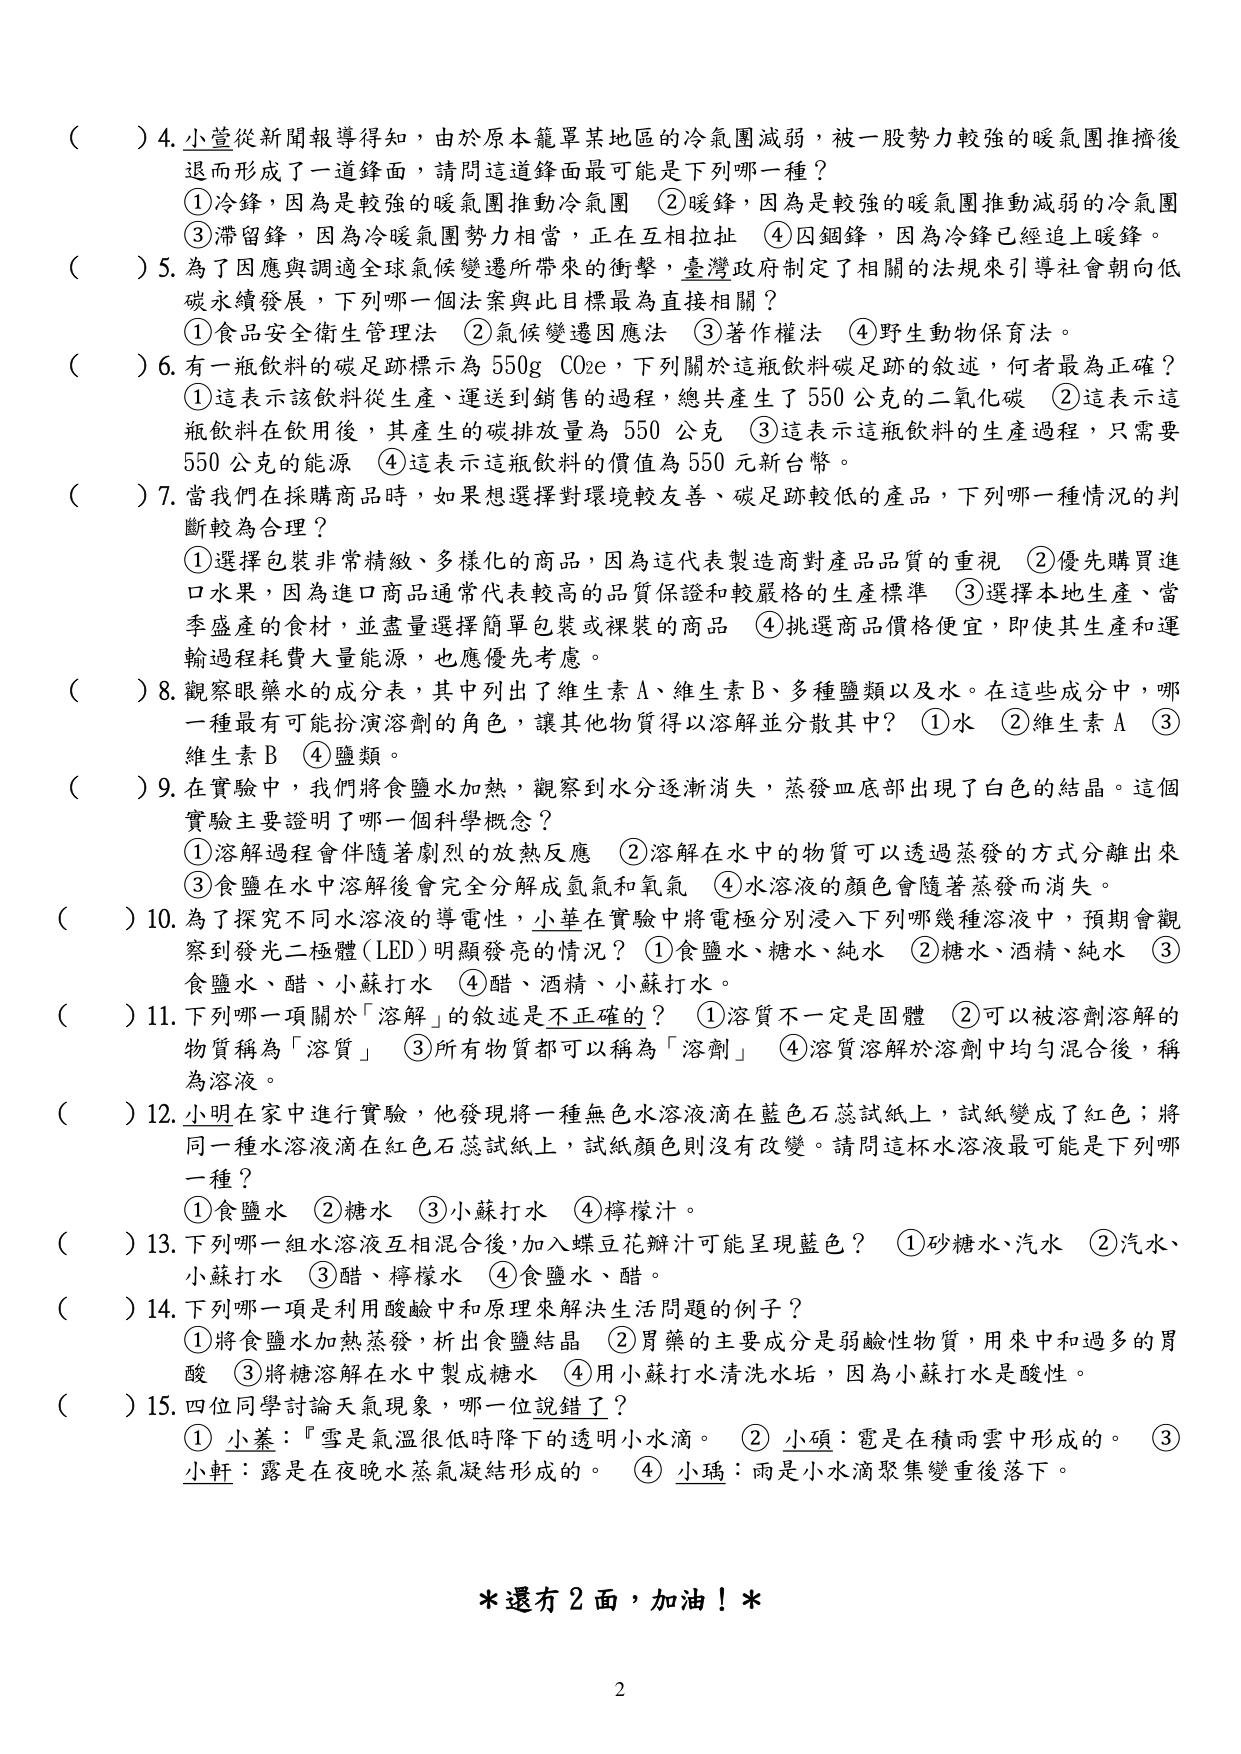 (　　) 4. 小萱從新聞報導得知，由於原本籠罩某地區的冷氣團減弱，被一股勢力較強的暖氣團推擠後
退而形成了一道鋒面，請問這道鋒面最可能是下列哪一種？
①冷鋒，因為是較強的暖氣團推動冷氣團　②暖鋒，因為是較強的暖氣團推動減弱的冷氣團
③滯留鋒，因為冷暖氣團勢力相當，正在互相拉扯　④囚錮鋒，因為冷鋒已經追上暖鋒。
(　　) 5. 為了因應與調適全球氣候變遷所帶來的衝擊，臺灣政府制定了相關的法規來引導社會朝向低
碳永續發展，下列哪一個法案與此目標最為直接相關？
①食品安全衛生管理法　②氣候變遷因應法　③著作權法　④野生動物保育法。
(　　) 6. 有一瓶飲料的碳足跡標示為 550g CO₂e，下列關於這瓶飲料碳足跡的敘述，何者最為正確？
①這表示該飲料從生產、運送到銷售的過程，總共產生了 550 公克的二氧化碳　②這表示這
瓶飲料在飲用後，其產生的碳排放量為 550 公克　③這表示這瓶飲料的生產過程，只需要
550 公克的能源　④這表示這瓶飲料的價值為 550 元新台幣。
(　　) 7. 當我們在採購商品時，如果想選擇對環境較友善、碳足跡較低的產品，下列哪一種情況的判
斷較為合理？
①選擇包裝非常精緻、多樣化的商品，因為這代表製造商對產品品質的重視　②優先購買進
口水果，因為進口商品通常代表較高的品質保證和較嚴格的生產標準　③選擇本地生產、當
季盛產的食材，並盡量選擇簡單包裝或裸裝的商品　④挑選商品價格便宜，即使其生產和運
輸過程耗費大量能源，也應優先考慮。
(　　) 8. 觀察眼藥水的成分表，其中列出了維生素 A、維生素 B、多種鹽類以及水。在這些成分中，哪
一種最有可能扮演溶劑的角色，讓其他物質得以溶解並分散其中?　①水　②維生素 A　③
維生素 B　④鹽類。
(　　) 9. 在實驗中，我們將食鹽水加熱，觀察到水分逐漸消失，蒸發皿底部出現了白色的結晶。這個
實驗主要證明了哪一個科學概念？
①溶解過程會伴隨著劇烈的放熱反應　②溶解在水中的物質可以透過蒸發的方式分離出來
③食鹽在水中溶解後會完全分解成氫氣和氧氣　④水溶液的顏色會隨著蒸發而消失。
(　　) 10. 為了探究不同水溶液的導電性，小華在實驗中將電極分別浸入下列哪幾種溶液中，預期會觀
察到發光二極體(LED)明顯發亮的情況？ ①食鹽水、糖水、純水　②糖水、酒精、純水　③
食鹽水、醋、小蘇打水　④醋、酒精、小蘇打水。
(　　) 11. 下列哪一項關於「溶解」的敘述是不正確的？　①溶質不一定是固體　②可以被溶劑溶解的
物質稱為「溶質」　③所有物質都可以稱為「溶劑」　④溶質溶解於溶劑中均勻混合後，稱
為溶液。
(　　) 12. 小明在家中進行實驗，他發現將一種無色水溶液滴在藍色石蕊試紙上，試紙變成了紅色；將
同一種水溶液滴在紅色石蕊試紙上，試紙顏色則沒有改變。請問這杯水溶液最可能是下列哪
一種？
①食鹽水　②糖水　③小蘇打水　④檸檬汁。
(　　) 13. 下列哪一組水溶液互相混合後，加入蝶豆花瓣汁可能呈現藍色？　①砂糖水、汽水　②汽水、
小蘇打水　③醋、檸檬水　④食鹽水、醋。
(　　) 14. 下列哪一項是利用酸鹼中和原理來解決生活問題的例子？
①將食鹽水加熱蒸發，析出食鹽結晶　②胃藥的主要成分是弱鹼性物質，用來中和過多的胃
酸　③將糖溶解在水中製成糖水　④用小蘇打水清洗水垢，因為小蘇打水是酸性。
(　　) 15. 四位同學討論天氣現象，哪一位說錯了？
① 小蓁：『雪是氣溫很低時降下的透明小水滴。　② 小碩：雹是在積雨雲中形成的。　③
小軒：露是在夜晚水蒸氣凝結形成的。　④ 小瑀：雨是小水滴聚集變重後落下。
＊還有 2 面，加油！＊
2